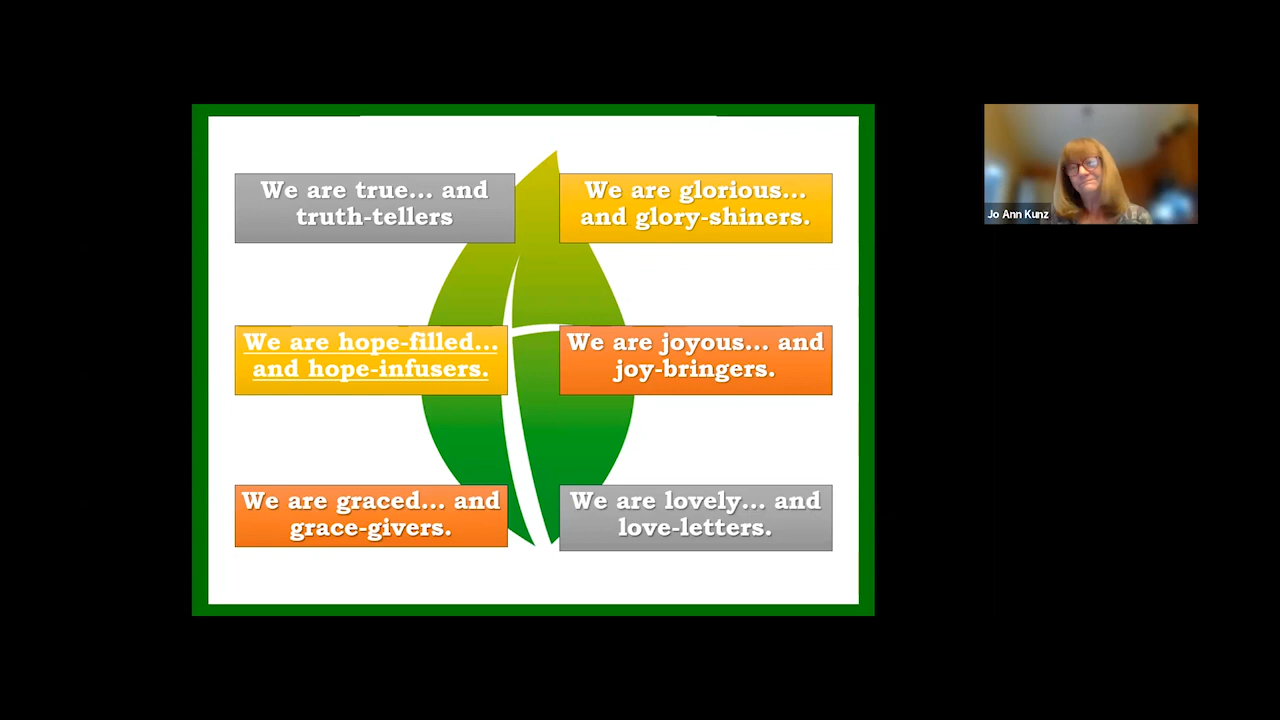 We are true... and
truth-tellers
We are glorious...
and glory-shiners.
We are hope-filled...
and hope-infusers.
We are joyous... and
joy-bringers.
We are graced... and
grace-givers.
We are lovely... and
love-letters.
Jo Ann Kunz